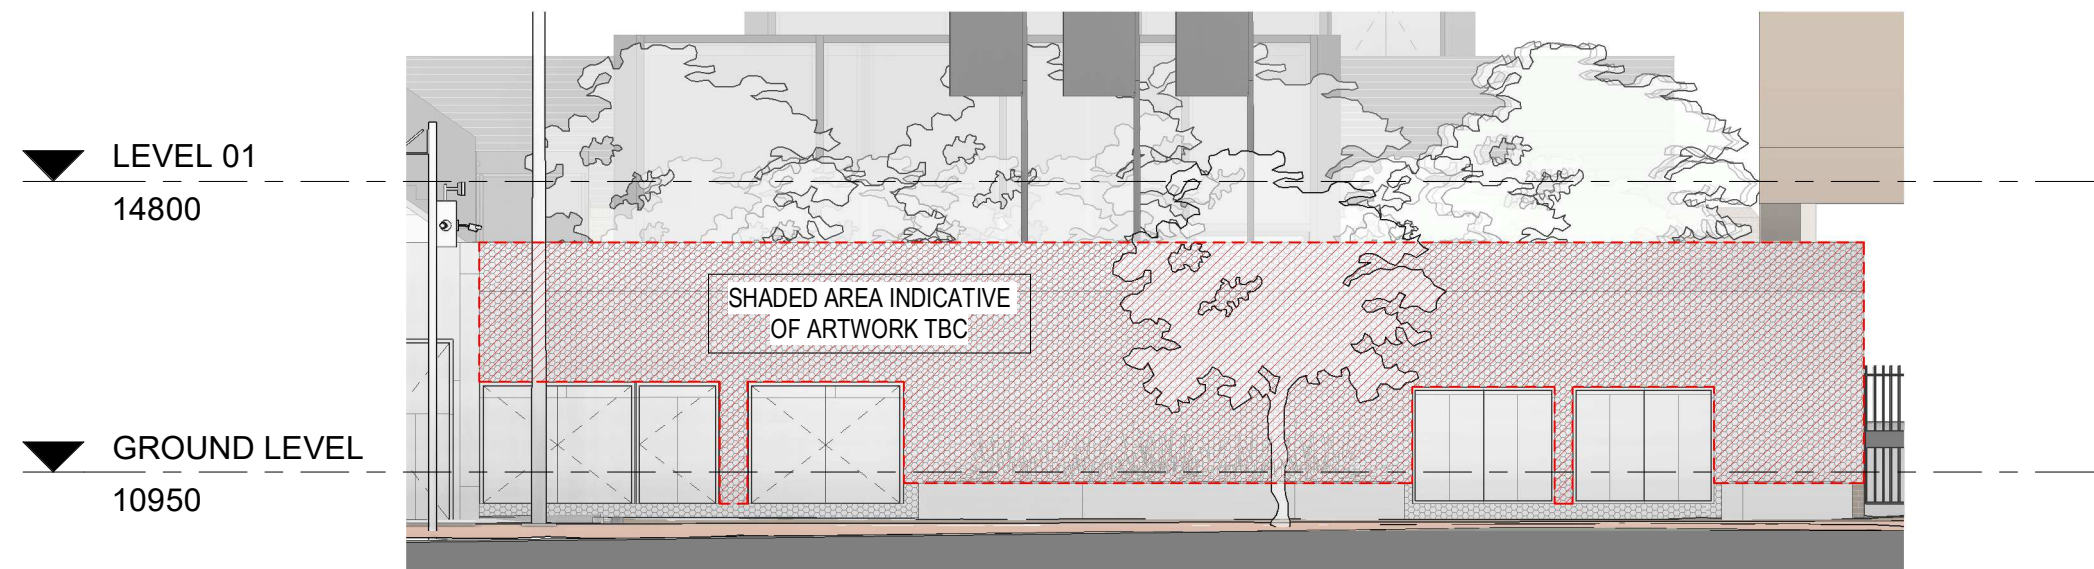 LEVEL 01
14800
SHADED AREA INDICATIVE
OF ARTWORK TBC
GROUND LEVEL
10950